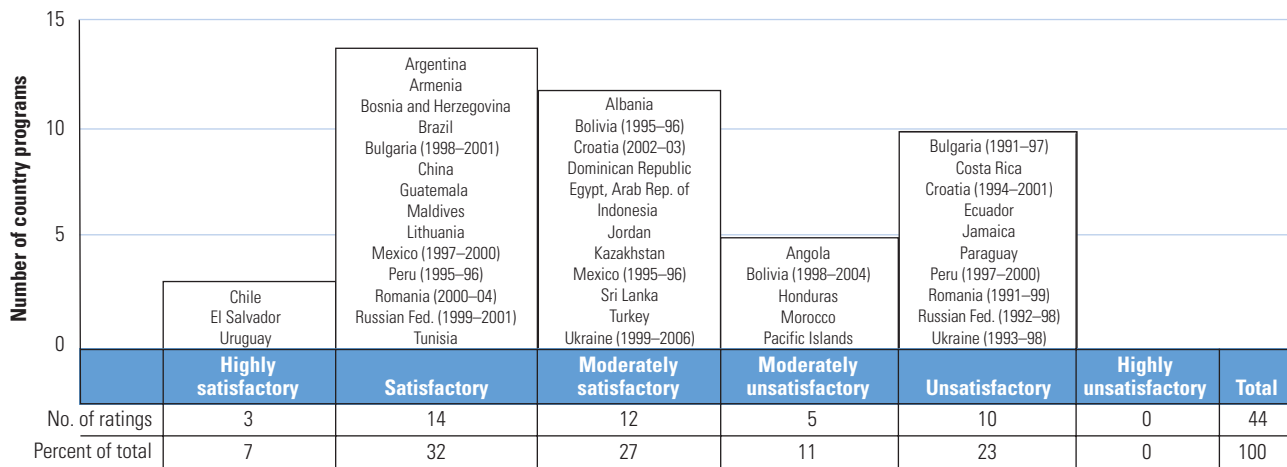 15
10
5
0
Number of country programs
Chile
El Salvador
Uruguay
Argentina
Armenia
Bosnia and Herzegovina
Brazil
Bulgaria (1998–2001)
China
Guatemala
Maldives
Lithuania
Mexico (1997–2000)
Peru (1995–96)
Romania (2000–04)
Russian Fed. (1999–2001)
Tunisia
Albania
Bolivia (1995–96)
Croatia (2002–03)
Dominican Republic
Egypt, Arab Rep. of
Indonesia
Jordan
Kazakhstan
Mexico (1995–96)
Sri Lanka
Turkey
Ukraine (1999–2006)
Angola
Bolivia (1998–2004)
Honduras
Morocco
Pacific Islands
Bulgaria (1991–97)
Costa Rica
Croatia (1994–2001)
Ecuador
Jamaica
Paraguay
Peru (1997–2000)
Romania (1991–99)
Russian Fed. (1992–98)
Ukraine (1993–98)
Highly
satisfactory
Satisfactory
Moderately
satisfactory
Moderately
unsatisfactory
Unsatisfactory
Highly
unsatisfactory
Total
No. of ratings 3 14 12 5 10 0 44
Percent of total 7 32 27 11 23 0 100